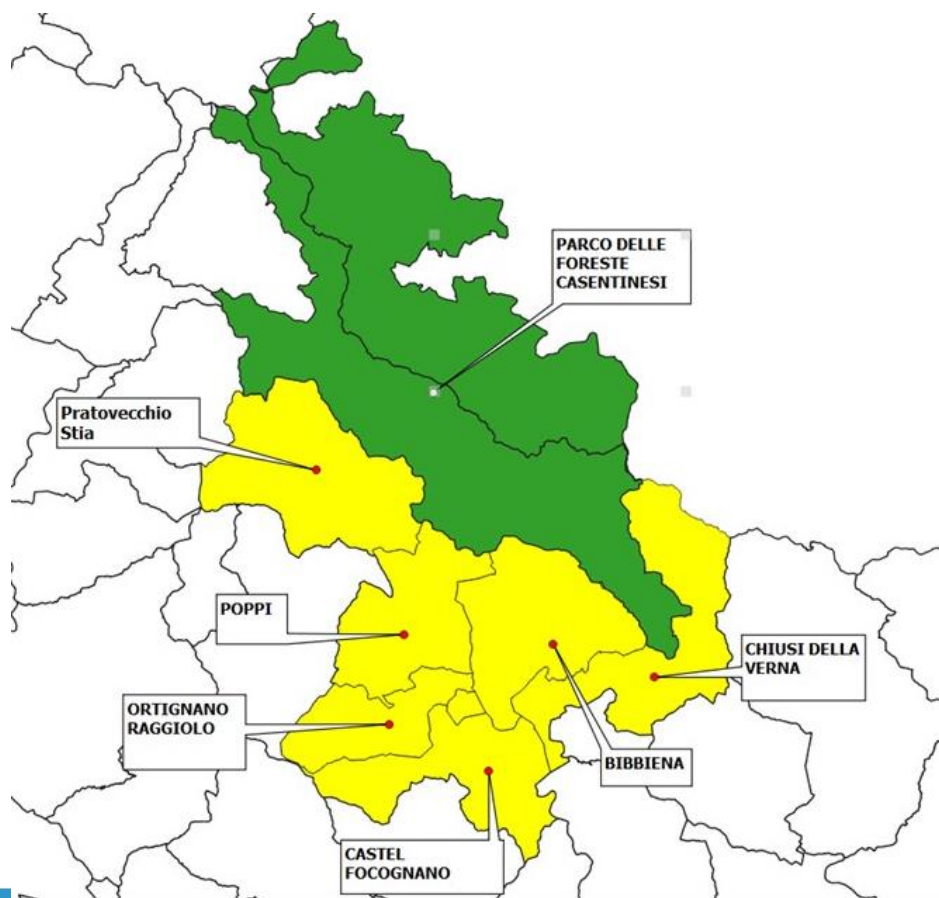 PARCO DELLE
FORESTE
CASENTINESI
Pratovecchio
Stia
POPPI
CHIUSI DELLA
VERNA
ORTIGNANO
RAGGIOLO
BIBBIENA
CASTEL
FOCOGNANO